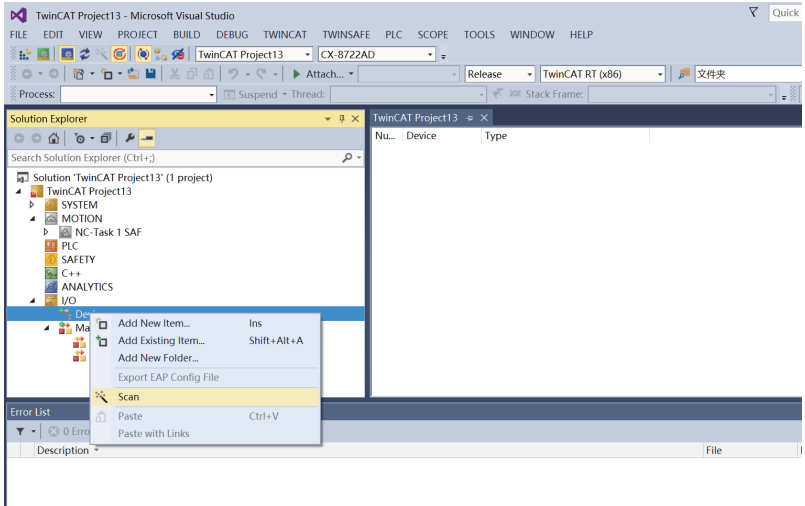 TwinCAT Project13 - Microsoft Visual Studio
Quick
FILE EDIT VIEW PROJECT BUILD DEBUG TWINCAT TWINSAFE PLC SCOPE TOOLS WINDOW HELP
TwinCAT Project13 CX-8722AD
Attach... Release TwinCAT RT (x86) 文件夹
Process: Suspend Thread: Stack Frame:
Solution Explorer
TwinCAT Project13
Nu... Device Type
Search Solution Explorer (Ctrl+;)
Solution 'TwinCAT Project13' (1 project)
TwinCAT Project13
SYSTEM
MOTION
NC-Task 1 SAF
PLC
SAFETY
C++
ANALYTICS
I/O
Add New Item... Ins
Add Existing Item... Shift+Alt+A
Add New Folder...
Export EAP Config File
Scan
Paste Ctrl+V
Paste with Links
Error List
Description File